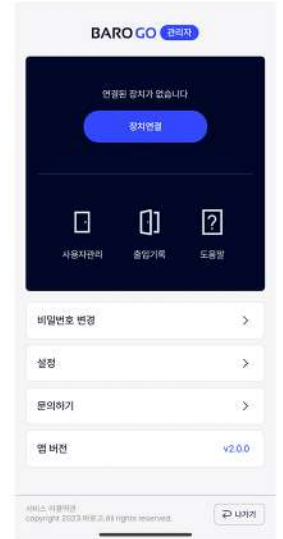 BARO GO 관리자
연결된 장치가 없습니다
장치연결
사용자관리 출입기록 도움말
비밀번호 변경
설정
문의하기
앱 버전 v2.0.0
서비스 이용약관
copyright 2023 바로고.All rights reserved.
나가기